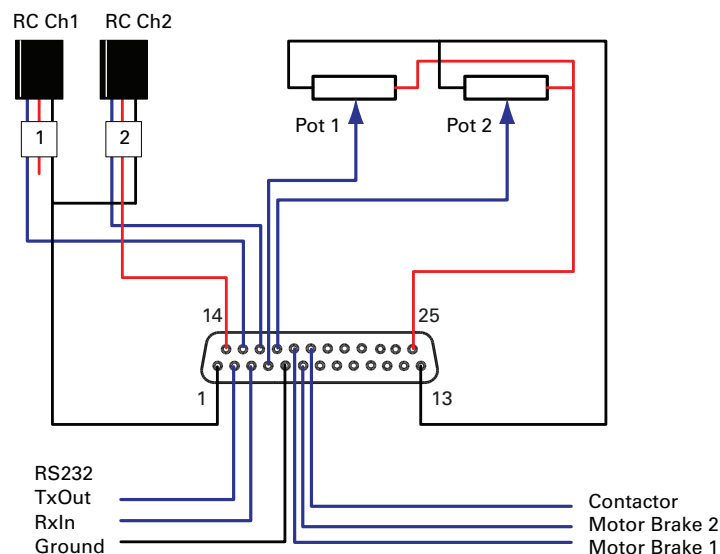 RC Ch1 RC Ch2
1 2
Pot 1 Pot 2
14 25
1 13
RS232
TxOut
RxIn
Ground
Contactor
Motor Brake 2
Motor Brake 1